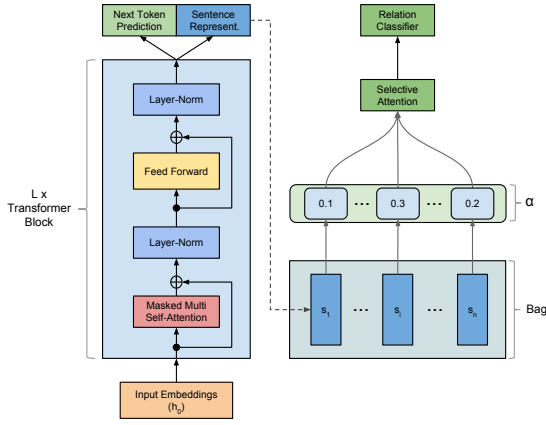 Next Token
Prediction
Sentence
Represent.
Layer-Norm
Feed Forward
Layer-Norm
Masked Multi
Self-Attention
Input Embeddings
(h0)
L x
Transformer
Block
Relation
Classifier
Selective
Attention
0.1 ••• 0.3 ••• 0.2
α
s1 ••• si ••• sn
Bag